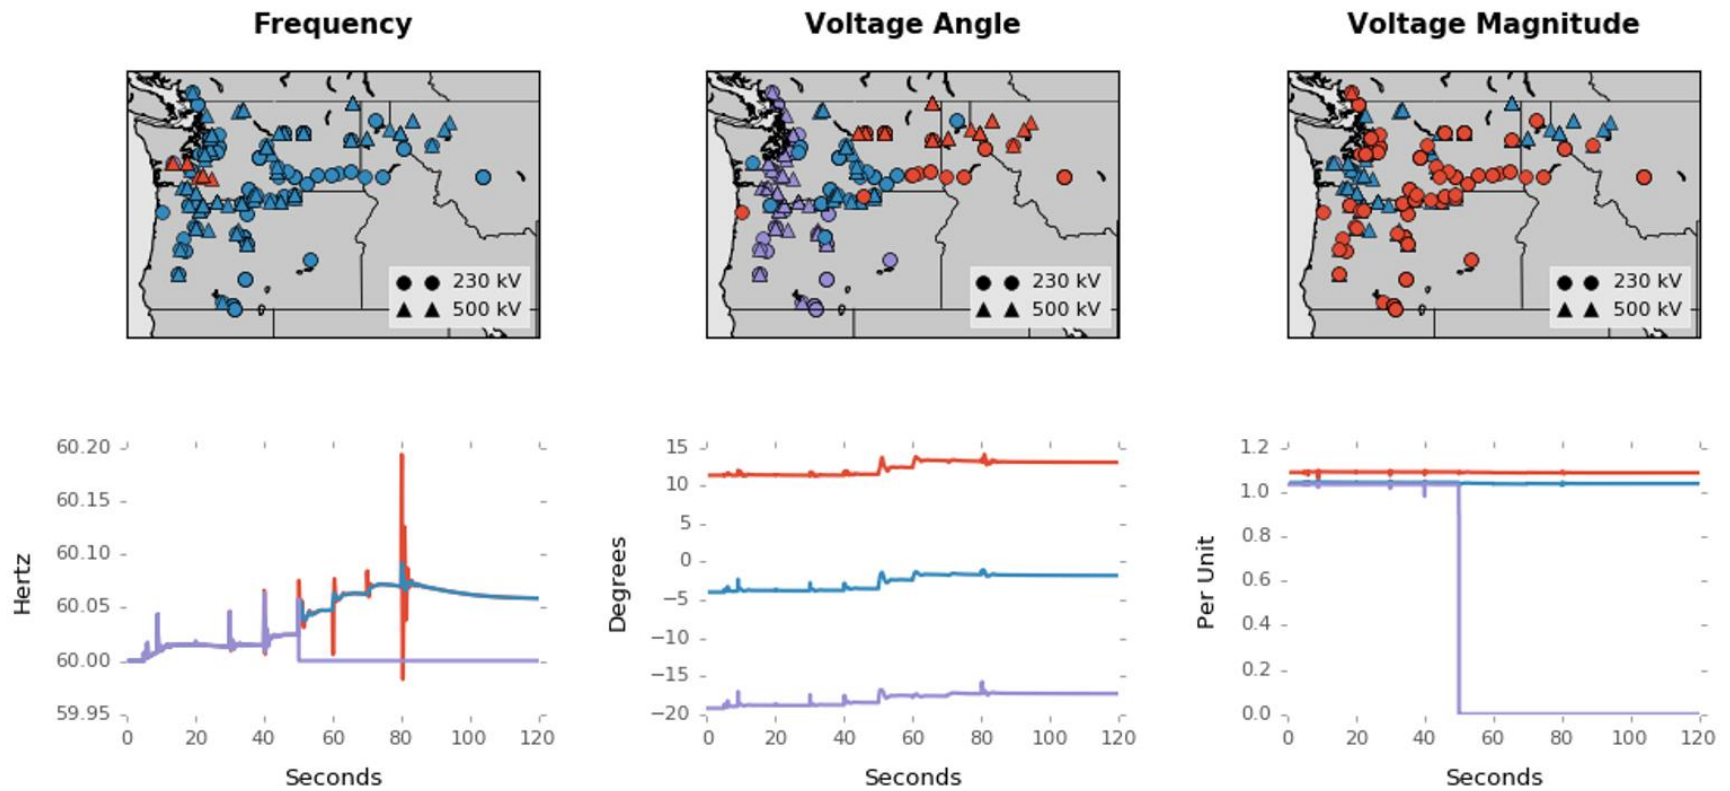 Frequency
Voltage Angle
Voltage Magnitude
230 kV
500 kV
230 kV
500 kV
230 kV
500 kV
60.20
60.15
60.10
60.05
60.00
59.95
Hertz
0 20 40 60 80 100 120
Seconds
15
10
5
0
−5
−10
−15
−20
Degrees
0 20 40 60 80 100 120
Seconds
1.2
1.0
0.8
0.6
0.4
0.2
0.0
Per Unit
0 20 40 60 80 100 120
Seconds